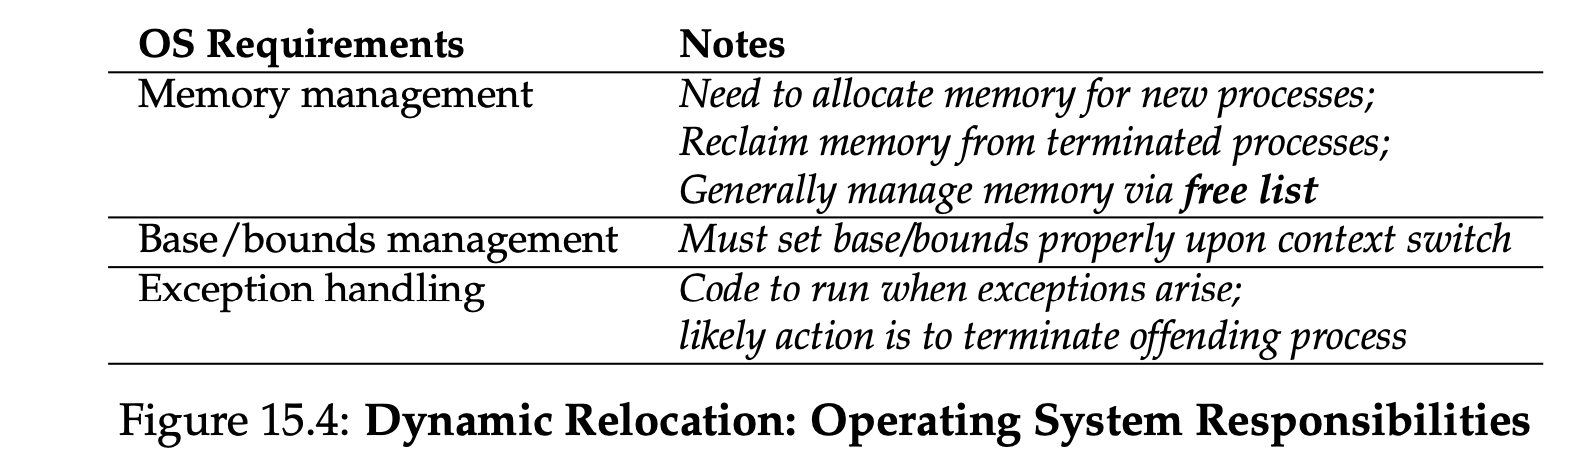 OS Requirements Notes
Memory management Need to allocate memory for new processes;
Reclaim memory from terminated processes;
Generally manage memory via free list
Base/bounds management Must set base/bounds properly upon context switch
Exception handling Code to run when exceptions arise;
likely action is to terminate offending process
Figure 15.4: Dynamic Relocation: Operating System Responsibilities